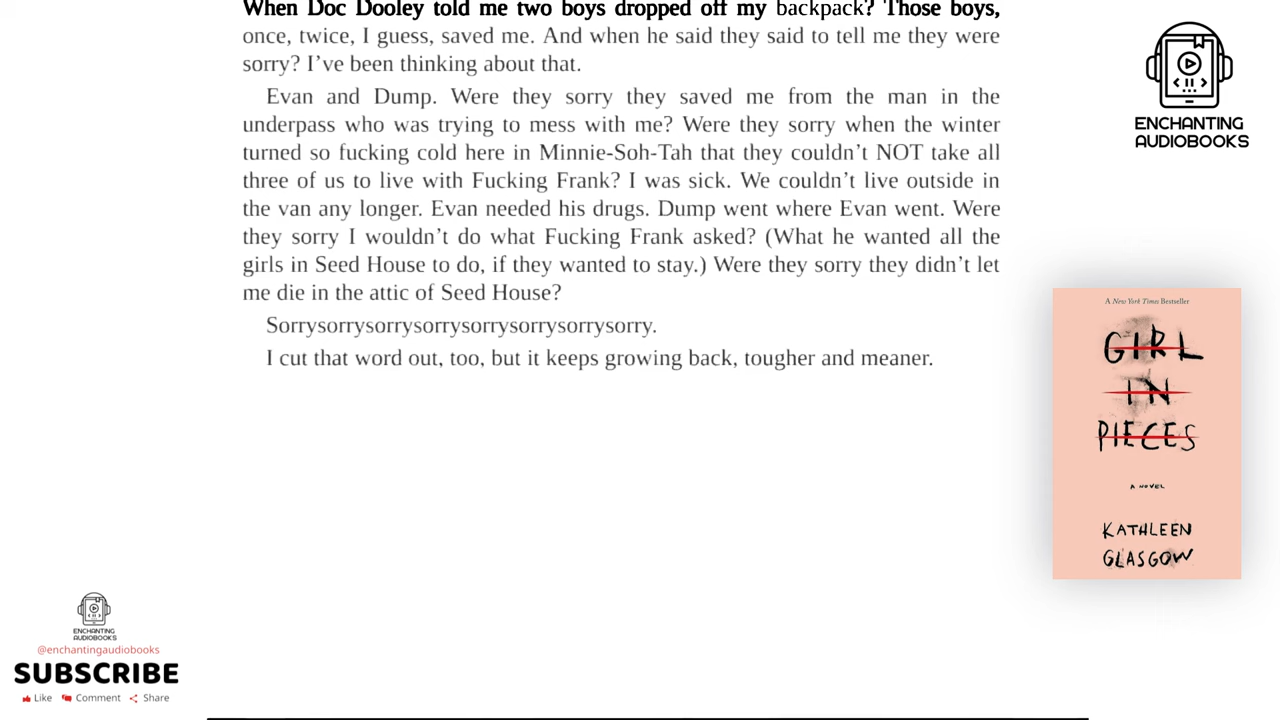 When Doc Dooley told me two boys dropped off my backpack? Those boys,
once, twice, I guess, saved me. And when he said they said to tell me they were
sorry? I’ve been thinking about that.
Evan and Dump. Were they sorry they saved me from the man in the
underpass who was trying to mess with me? Were they sorry when the winter
turned so fucking cold here in Minnie-Soh-Tah that they couldn’t NOT take all
three of us to live with Fucking Frank? I was sick. We couldn’t live outside in
the van any longer. Evan needed his drugs. Dump went where Evan went. Were
they sorry I wouldn’t do what Fucking Frank asked? (What he wanted all the
girls in Seed House to do, if they wanted to stay.) Were they sorry they didn’t let
me die in the attic of Seed House?
Sorrysorrysorrysorrysorrysorrysorrysorry.
I cut that word out, too, but it keeps growing back, tougher and meaner.
ENCHANTING
AUDIOBOOKS
A New York Times Bestseller
GIRL
IN
PIECES
A NOVEL
KATHLEEN
GLASGOW
ENCHANTING
AUDIOBOOKS
@enchantingaudiobooks
SUBSCRIBE
Like Comment Share